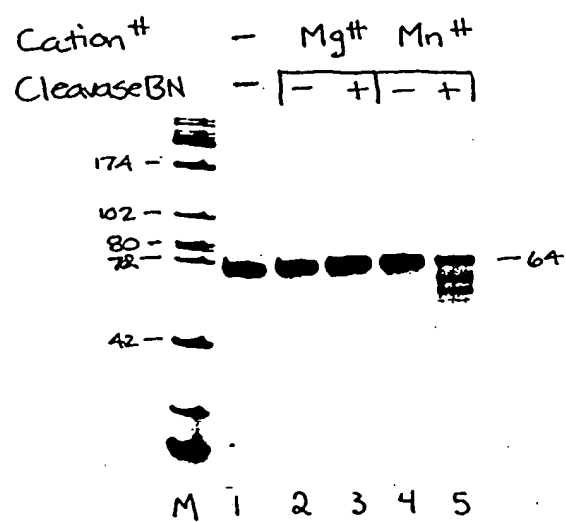 Cation⁺⁺ – Mg⁺⁺ Mn⁺⁺
CleavaseBN – – + – +
174 –
102 –
80 –
72 –
– 64
42 –
M 1 2 3 4 5